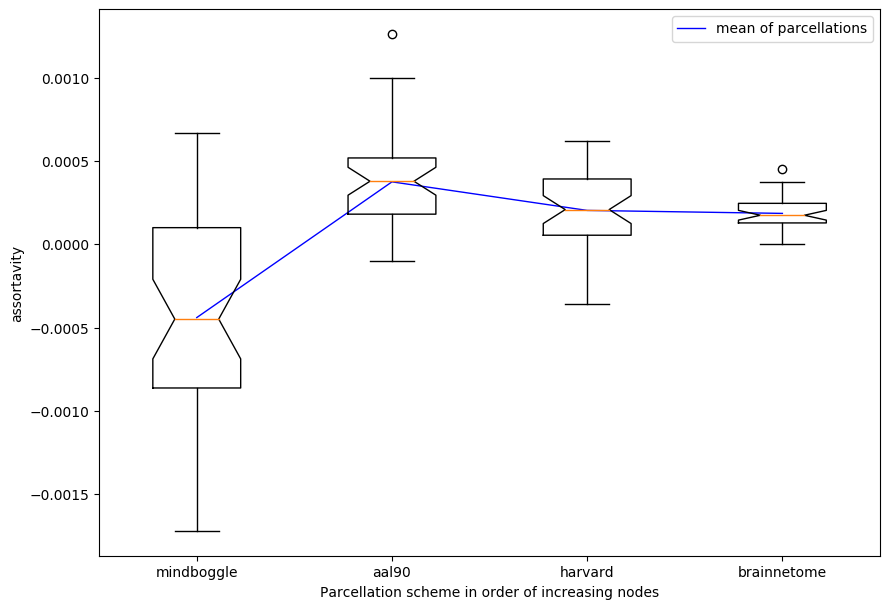 mean of parcellations
0.0010
0.0005
0.0000
−0.0005
−0.0010
−0.0015
assortavity
mindboggle aal90 harvard brainnetome
Parcellation scheme in order of increasing nodes